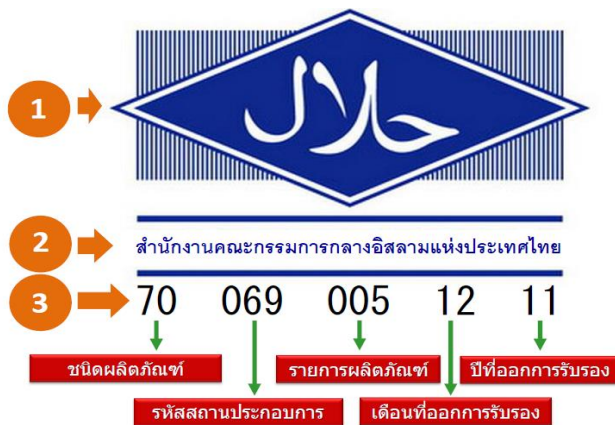 1
حلال
2
สำนักงานคณะกรรมการกลางอิสลามแห่งประเทศไทย
3
70 069 005 12 11
ชนิดผลิตภัณฑ์ รายการผลิตภัณฑ์ ปีที่ออกการรับรอง
รหัสสถานประกอบการ เดือนที่ออกการรับรอง